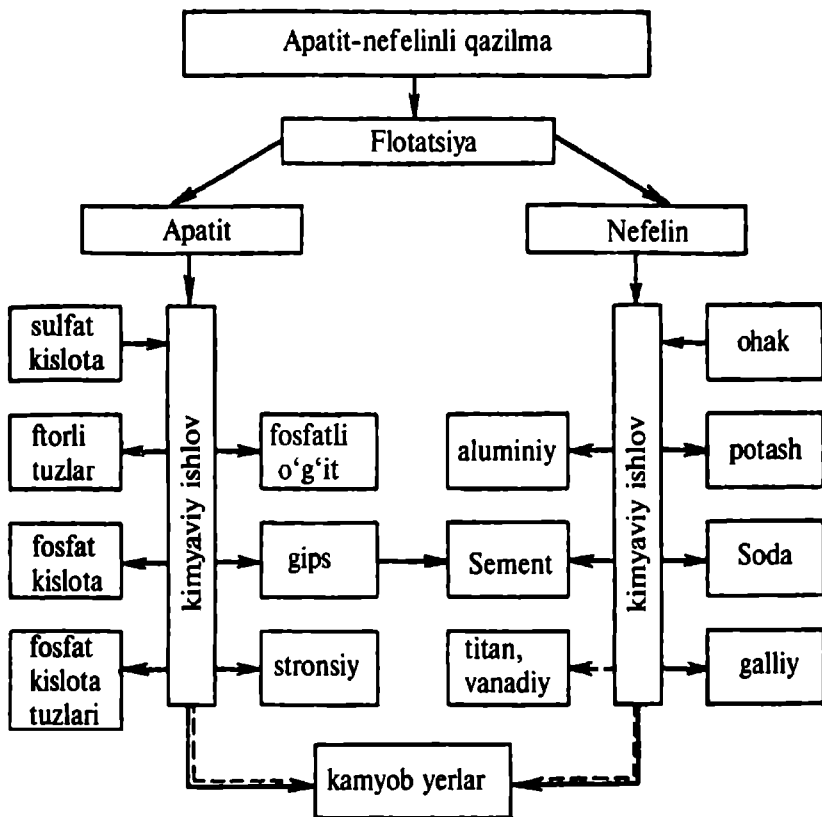 Apatit-nefelinli qazilma
Flotatsiya
Apatit
Nefelin
sulfat
kislota
ftorli
tuzlar
fosfat
kislota
fosfat
kislota
tuzlari
kimyaviy ishlov
fosfatli
o‘g‘it
gips
stronsiy
aluminiy
Sement
titan,
vanadiy
kimyaviy ishlov
ohak
potash
Soda
galliy
kamyob yerlar